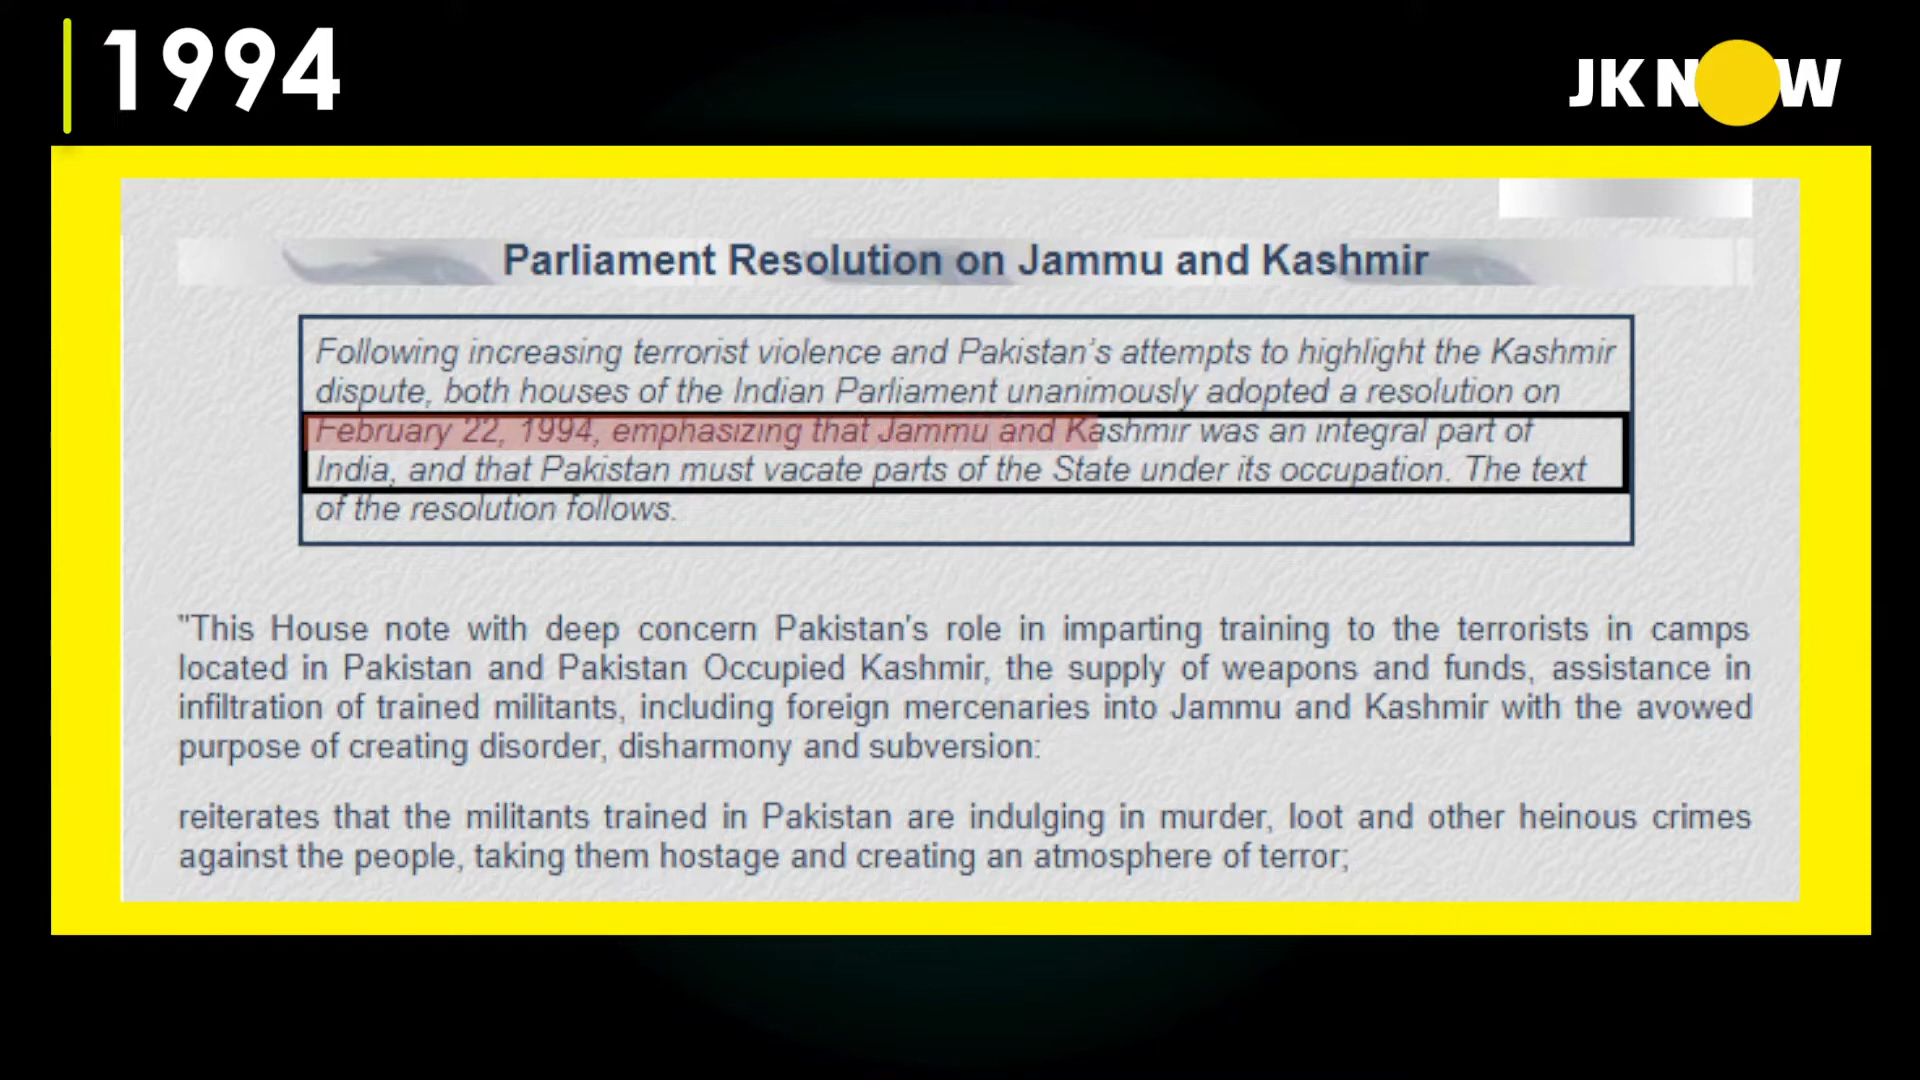 1994
JK NOW
Parliament Resolution on Jammu and Kashmir
Following increasing terrorist violence and Pakistan's attempts to highlight the Kashmir
dispute, both houses of the Indian Parliament unanimously adopted a resolution on
February 22, 1994, emphasizing that Jammu and Kashmir was an integral part of
India, and that Pakistan must vacate parts of the State under its occupation. The text
of the resolution follows.
"This House note with deep concern Pakistan's role in imparting training to the terrorists in camps
located in Pakistan and Pakistan Occupied Kashmir, the supply of weapons and funds, assistance in
infiltration of trained militants, including foreign mercenaries into Jammu and Kashmir with the avowed
purpose of creating disorder, disharmony and subversion:
reiterates that the militants trained in Pakistan are indulging in murder, loot and other heinous crimes
against the people, taking them hostage and creating an atmosphere of terror;